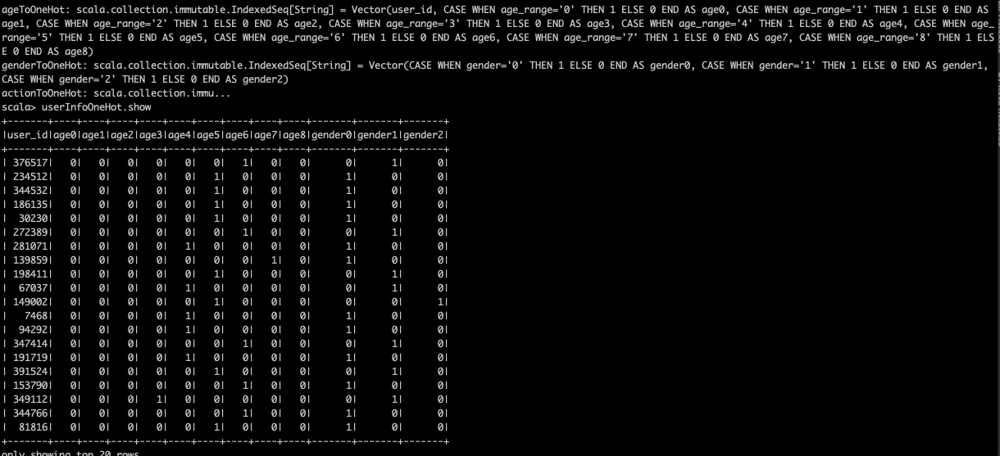 ageToOneHot: scala.collection.immutable.IndexedSeq[String] = Vector(user_id, CASE WHEN age_range='0' THEN 1 ELSE 0 END AS age0, CASE WHEN age_range='1' THEN 1 ELSE 0 END AS
age1, CASE WHEN age_range='2' THEN 1 ELSE 0 END AS age2, CASE WHEN age_range='3' THEN 1 ELSE 0 END AS age3, CASE WHEN age_range='4' THEN 1 ELSE 0 END AS age4, CASE WHEN age_
range='5' THEN 1 ELSE 0 END AS age5, CASE WHEN age_range='6' THEN 1 ELSE 0 END AS age6, CASE WHEN age_range='7' THEN 1 ELSE 0 END AS age7, CASE WHEN age_range='8' THEN 1 ELS
E 0 END AS age8)
genderToOneHot: scala.collection.immutable.IndexedSeq[String] = Vector(CASE WHEN gender='0' THEN 1 ELSE 0 END AS gender0, CASE WHEN gender='1' THEN 1 ELSE 0 END AS gender1,
CASE WHEN gender='2' THEN 1 ELSE 0 END AS gender2)
actionToOneHot: scala.collection.immu...
scala> userInfoOneHot.show
+-------+----+----+----+----+----+----+----+----+----+-------+-------+-------+
|user_id|age0|age1|age2|age3|age4|age5|age6|age7|age8|gender0|gender1|gender2|
+-------+----+----+----+----+----+----+----+----+----+-------+-------+-------+
| 376517|   0|   0|   0|   0|   0|   0|   1|   0|   0|      0|      1|      0|
| 234512|   0|   0|   0|   0|   0|   1|   0|   0|   0|      1|      0|      0|
| 344532|   0|   0|   0|   0|   0|   1|   0|   0|   0|      1|      0|      0|
| 186135|   0|   0|   0|   0|   0|   1|   0|   0|   0|      1|      0|      0|
|  30230|   0|   0|   0|   0|   0|   1|   0|   0|   0|      1|      0|      0|
| 272389|   0|   0|   0|   0|   0|   0|   1|   0|   0|      0|      1|      0|
| 281071|   0|   0|   0|   0|   1|   0|   0|   0|   0|      1|      0|      0|
| 139859|   0|   0|   0|   0|   0|   0|   0|   1|   0|      1|      0|      0|
| 198411|   0|   0|   0|   0|   0|   1|   0|   0|   0|      0|      1|      0|
|  67037|   0|   0|   0|   0|   1|   0|   0|   0|   0|      0|      1|      0|
| 149002|   0|   0|   0|   0|   0|   1|   0|   0|   0|      0|      0|      1|
|   7468|   0|   0|   0|   0|   1|   0|   0|   0|   0|      1|      0|      0|
|  94292|   0|   0|   0|   0|   1|   0|   0|   0|   0|      1|      0|      0|
| 347414|   0|   0|   0|   0|   0|   0|   1|   0|   0|      0|      1|      0|
| 191719|   0|   0|   0|   0|   1|   0|   0|   0|   0|      1|      0|      0|
| 391524|   0|   0|   0|   0|   0|   1|   0|   0|   0|      0|      1|      0|
| 153790|   0|   0|   0|   0|   0|   0|   1|   0|   0|      1|      0|      0|
| 349112|   0|   0|   0|   1|   0|   0|   0|   0|   0|      0|      1|      0|
| 344766|   0|   0|   0|   0|   0|   0|   1|   0|   0|      1|      0|      0|
|  81816|   0|   0|   0|   0|   0|   1|   0|   0|   0|      1|      0|      0|
+-------+----+----+----+----+----+----+----+----+----+-------+-------+-------+
only showing top 20 rows